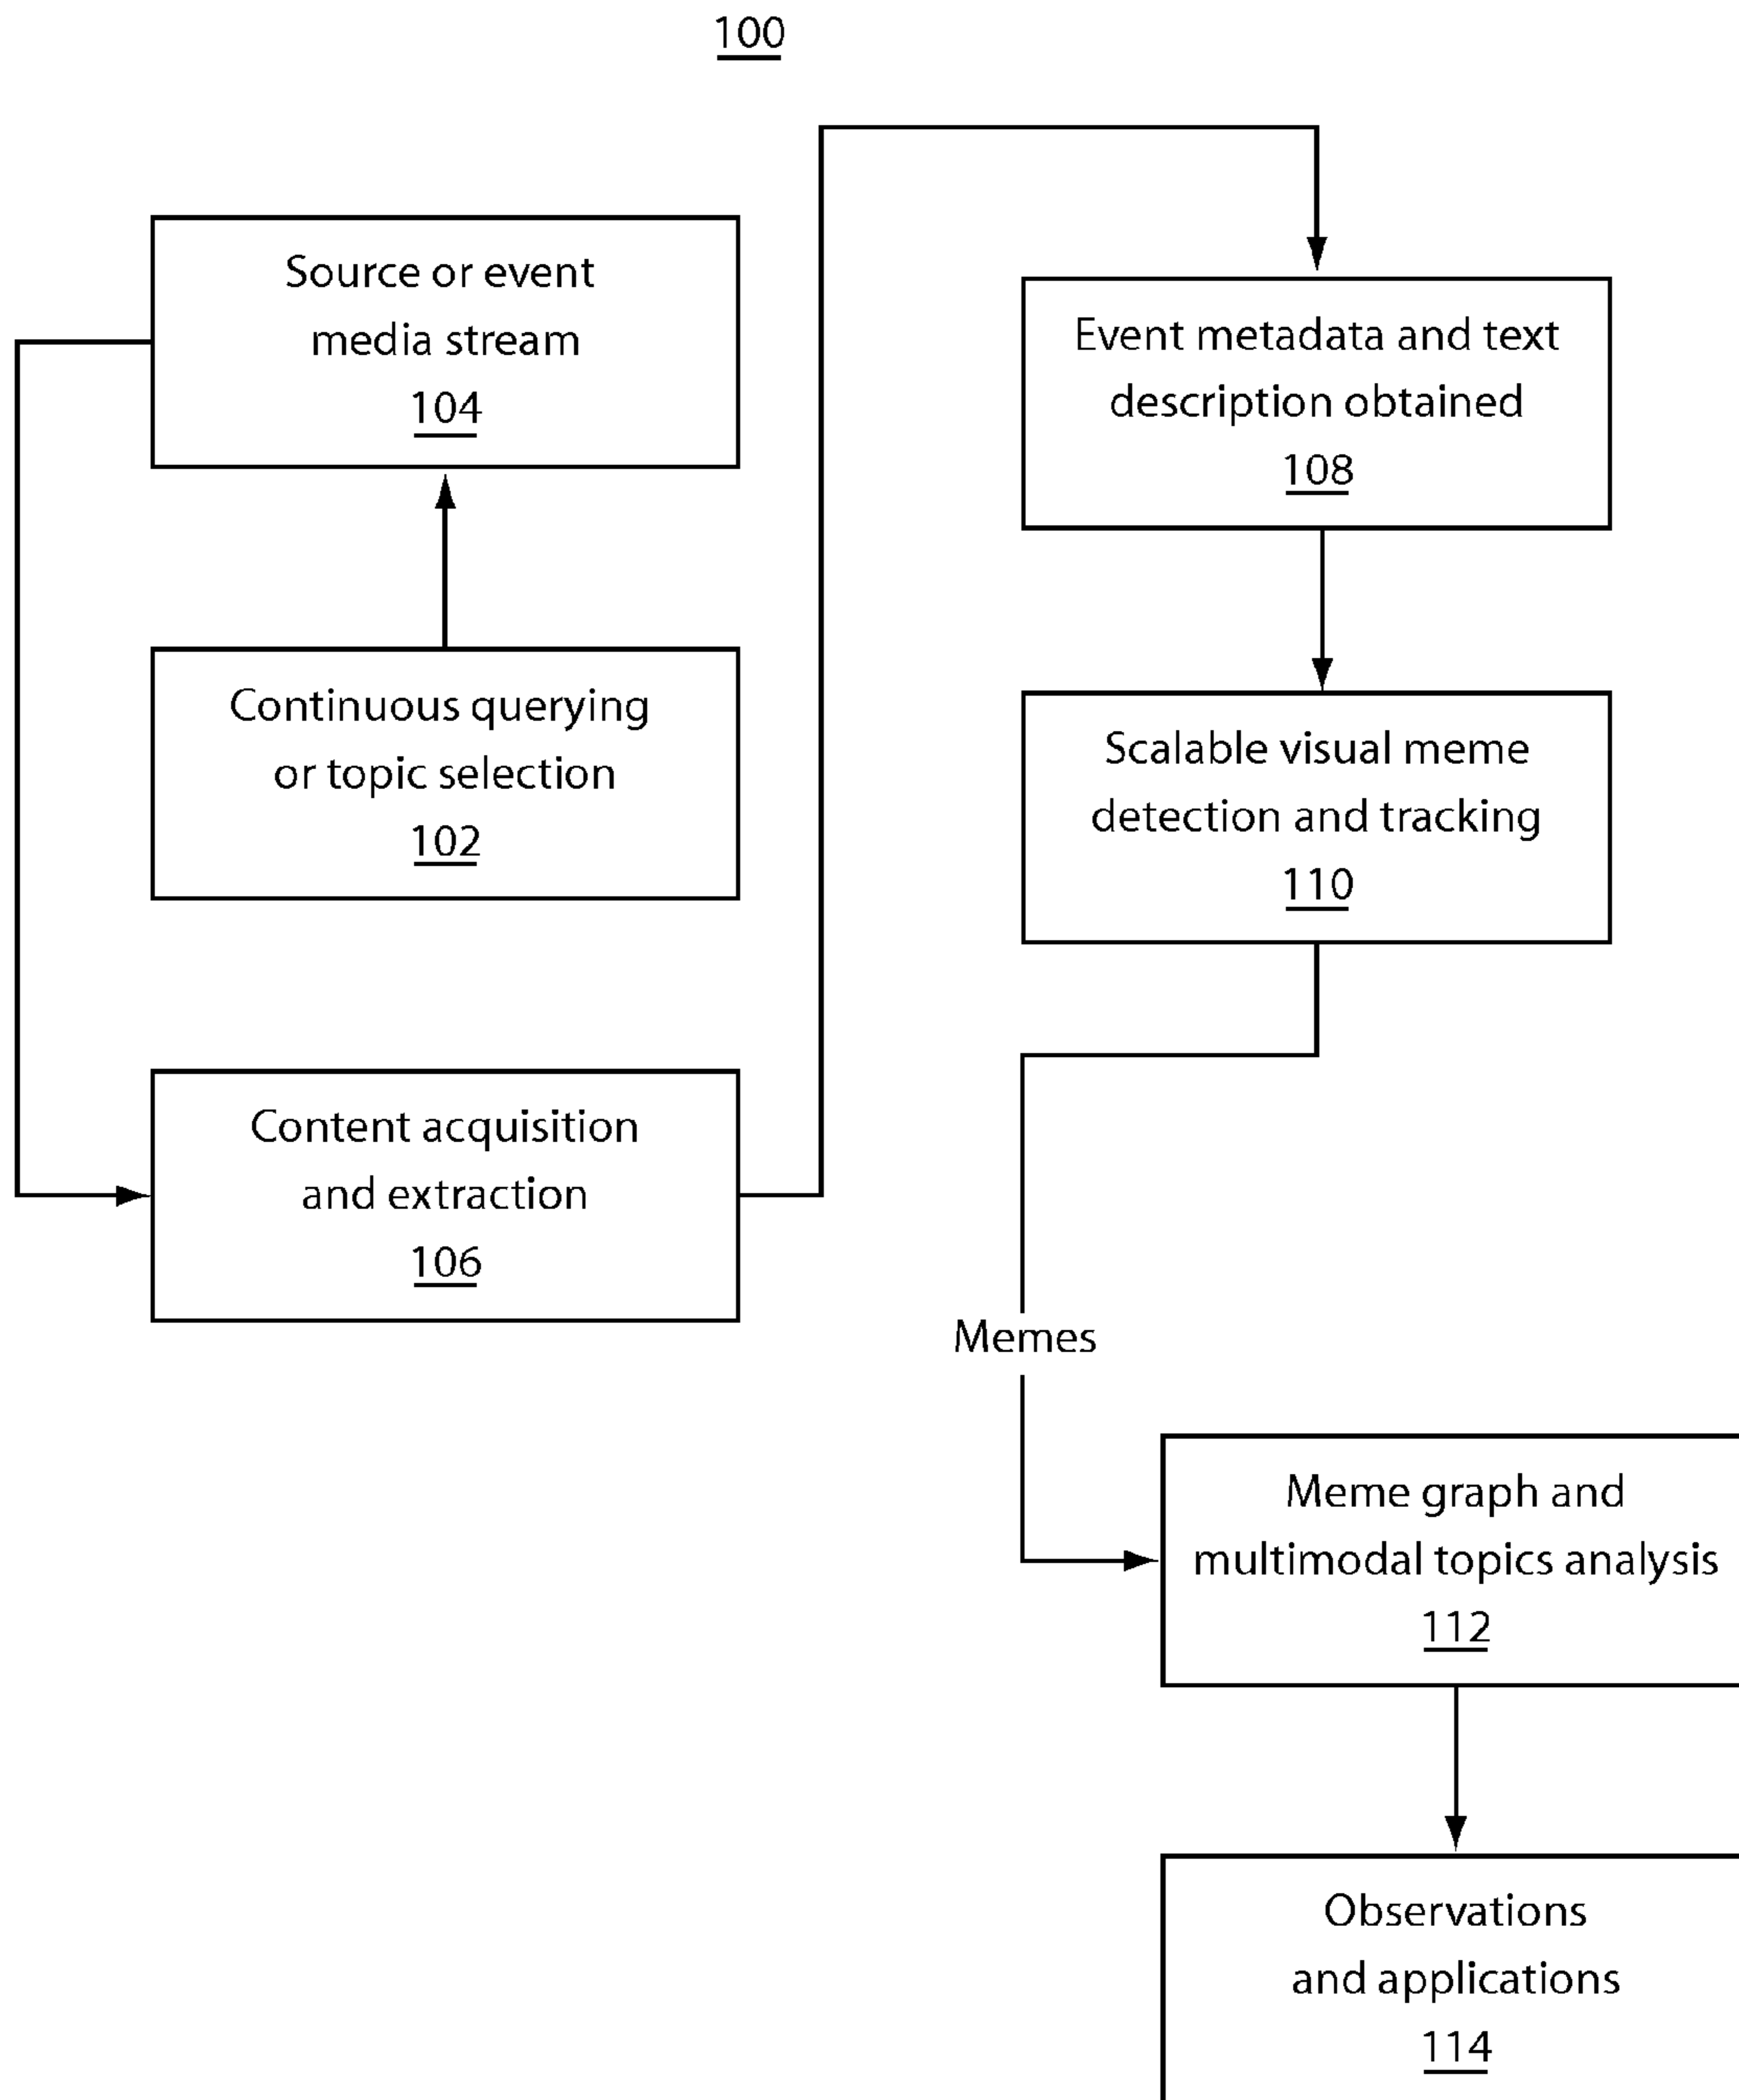 100
Source or event
media stream
104
Continuous querying
or topic selection
102
Content acquisition
and extraction
106
Event metadata and text
description obtained
108
Scalable visual meme
detection and tracking
110
Memes
Meme graph and
multimodal topics analysis
112
Observations
and applications
114